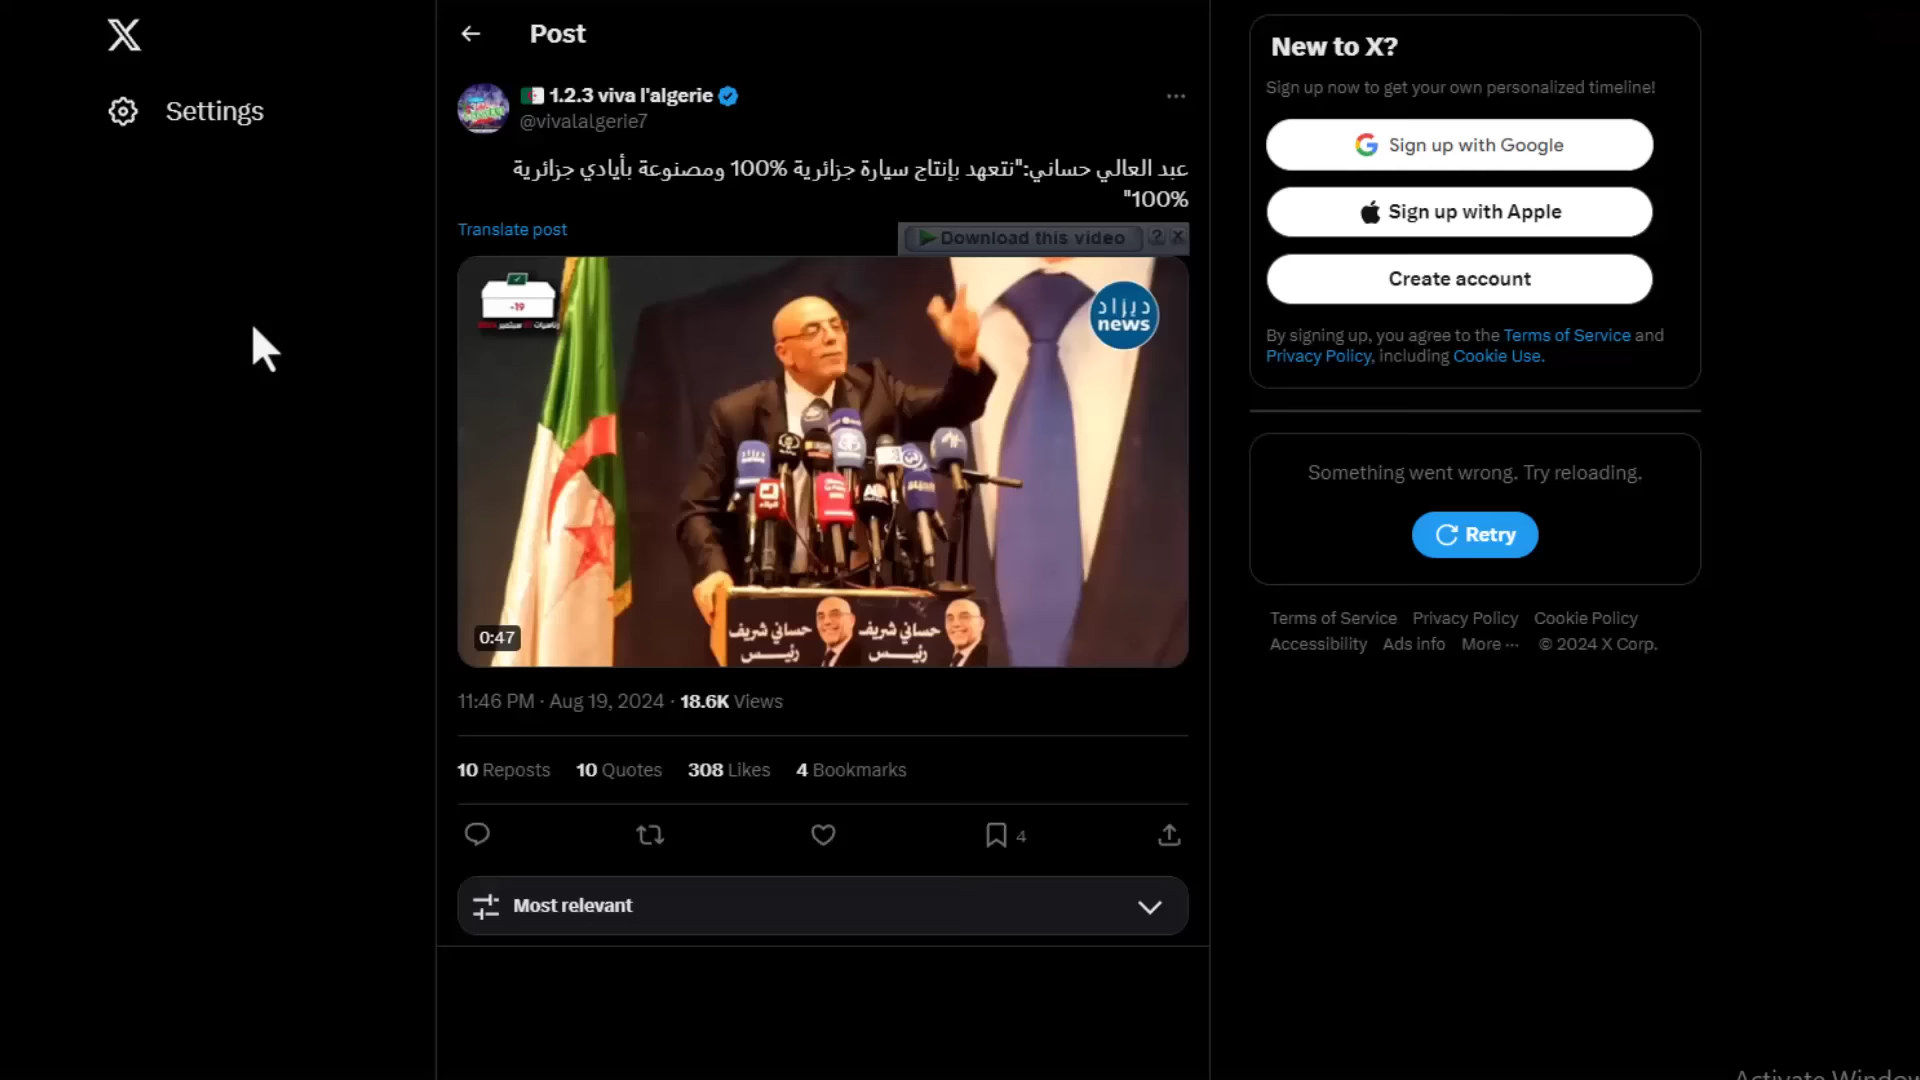 Post
Settings
1.2.3 viva l'algerie
@vivalalgerie7
عبد العالي حساني:"نتعهد بإنتاج سيارة جزائرية 100% ومصنوعة بأيادي جزائرية
100%"
Translate post
Download this video ? X
-19
ديزاد
news
حساني شريف
رئيس
حساني شريف
رئيس
0:47
11:46 PM · Aug 19, 2024 · 18.6K Views
10 Reposts 10 Quotes 308 Likes 4 Bookmarks
4
Most relevant
New to X?
Sign up now to get your own personalized timeline!
Sign up with Google
Sign up with Apple
Create account
By signing up, you agree to the Terms of Service and
Privacy Policy, including Cookie Use.
Something went wrong. Try reloading.
Retry
Terms of Service Privacy Policy Cookie Policy
Accessibility Ads info More ··· © 2024 X Corp.